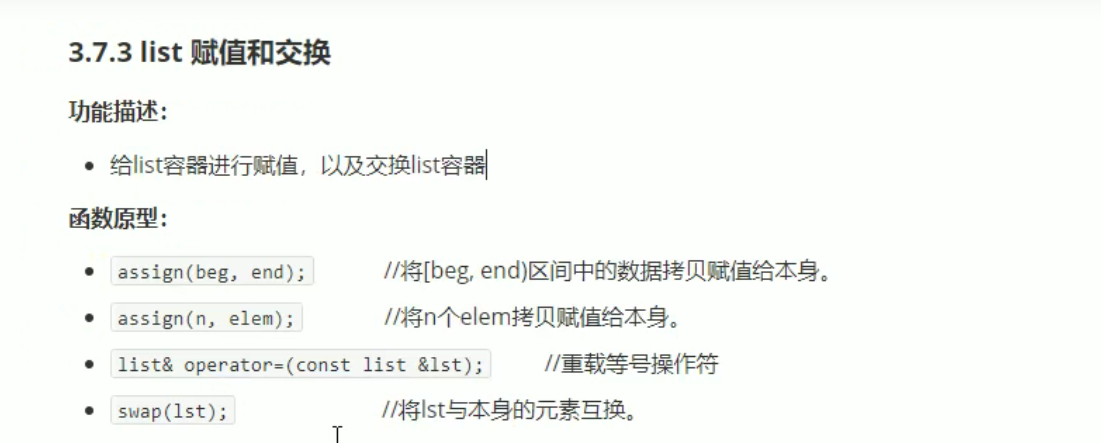 3.7.3 list 赋值和交换
功能描述：
给list容器进行赋值，以及交换list容器
函数原型：
assign(beg, end); //将[beg, end)区间中的数据拷贝赋值给本身。
assign(n, elem); //将n个elem拷贝赋值给本身。
list& operator=(const list &lst); //重载等号操作符
swap(lst); //将lst与本身的元素互换。